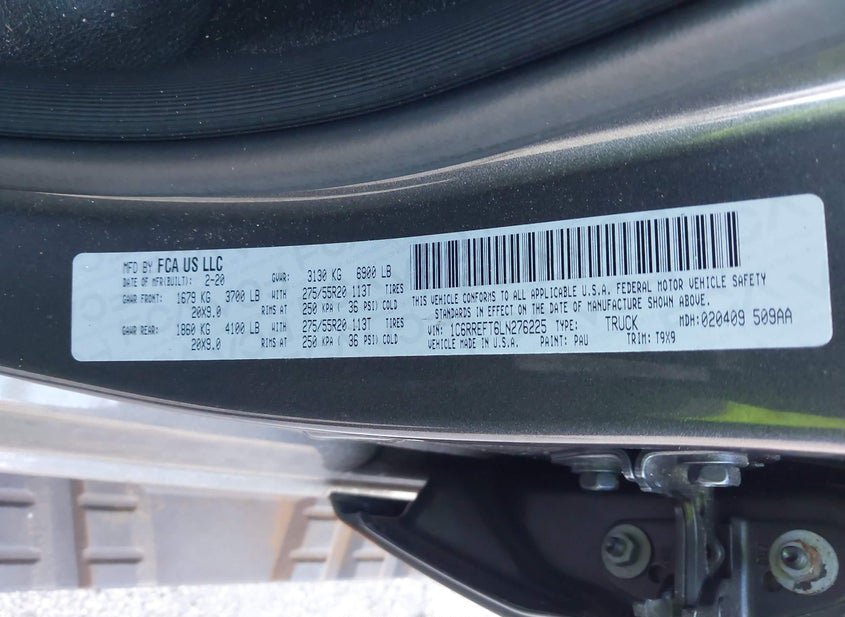 MFD BY FCA US LLC
DATE OF MFR(BUILT): 2-20 GVWR: 3130 KG 6900 LB
GAWR FRONT: 1679 KG 3700 LB WITH 275/55R20 113T TIRES
20X9.0 RIMS AT 250 KPA ( 36 PSI) COLD
GAWR REAR: 1860 KG 4100 LB WITH 275/55R20 113T TIRES
20X9.0 RIMS AT 250 KPA ( 36 PSI) COLD
THIS VEHICLE CONFORMS TO ALL APPLICABLE U.S.A. FEDERAL MOTOR VEHICLE SAFETY
STANDARDS IN EFFECT ON THE DATE OF MANUFACTURE SHOWN ABOVE.
VIN: 1C6RREFT6LN276225 TYPE: TRUCK MDH:020409 509AA
VEHICLE MADE IN U.S.A. PAINT: PAU TRIM: T9X9